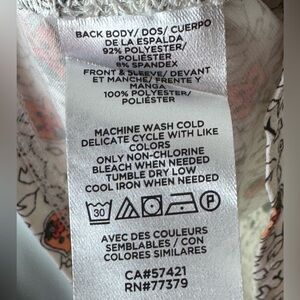 BACK BODY/ DOS/ CUERPO
DE LA ESPALDA
92% POLYESTER/
POLIÉSTER
8% SPANDEX
FRONT & SLEEVE/ DEVANT
ET MANCHE/ FRENTE Y
MANGA
100% POLYESTER/
POLIÉSTER
MACHINE WASH COLD
DELICATE CYCLE WITH LIKE
COLORS
ONLY NON-CHLORINE
BLEACH WHEN NEEDED
TUMBLE DRY LOW
COOL IRON WHEN NEEDED
30 P
AVEC DES COULEURS
SEMBLABLES / CON
COLORES SIMILARES
CA#57421
RN#77379